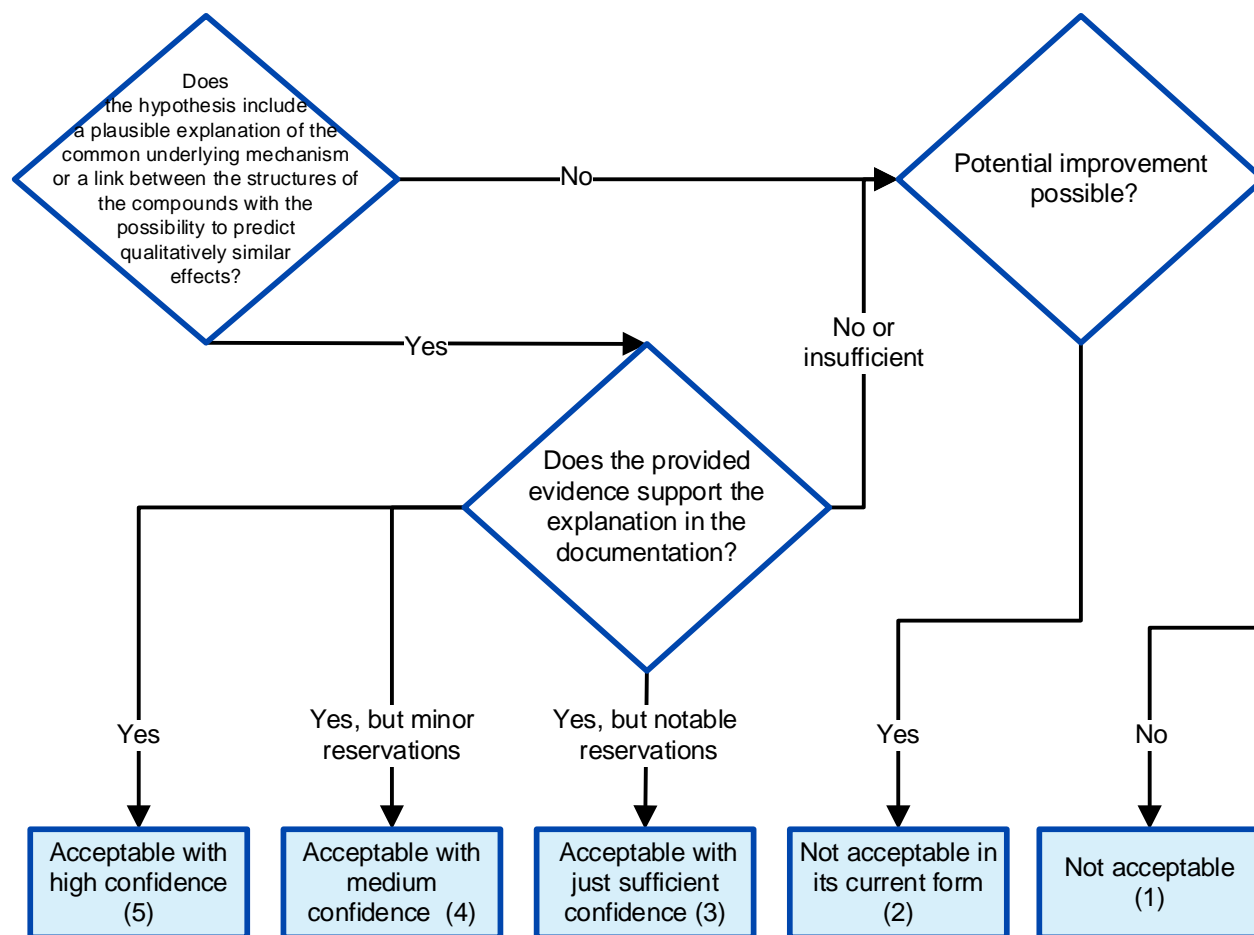 Does
the hypothesis include
a plausible explanation of the
common underlying mechanism
or a link between the structures of
the compounds with the
possibility to predict
qualitatively similar
effects?
No
Potential improvement
possible?
Yes
No or
insufficient
Does the provided
evidence support the
explanation in the
documentation?
Yes
Yes, but minor
reservations
Yes, but notable
reservations
Yes
No
Acceptable with
high confidence
(5)
Acceptable with
medium
confidence (4)
Acceptable with
just sufficient
confidence (3)
Not acceptable in
its current form
(2)
Not acceptable
(1)